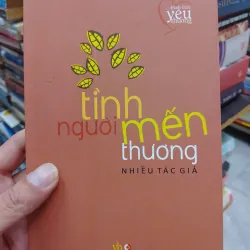 yêu
tình
người mến
thương
NHIỀU TÁC GIẢ